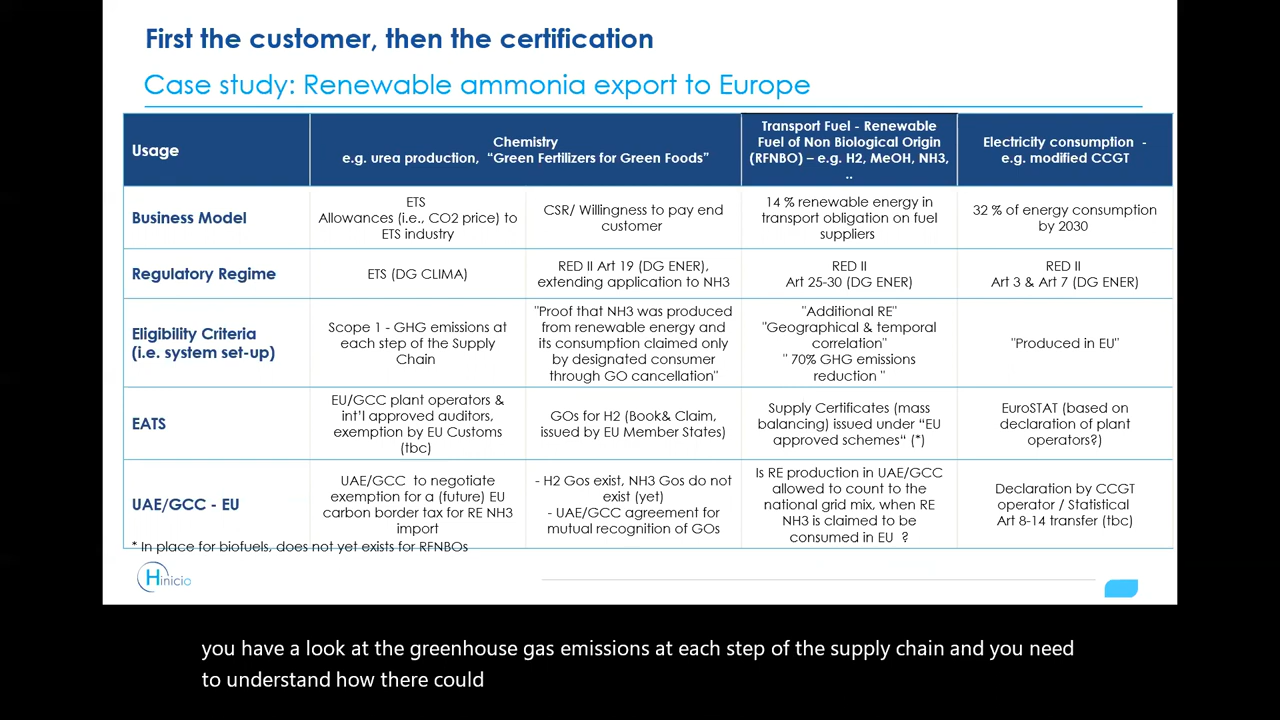 First the customer, then the certification
Case study: Renewable ammonia export to Europe
Usage
Chemistry
e.g. urea production, “Green Fertilizers for Green Foods”
Transport Fuel - Renewable
Fuel of Non Biological Origin
(RFNBO) – e.g. H2, MeOH, NH3,
..
Electricity consumption -
e.g. modified CCGT
Business Model
ETS
Allowances (i.e., CO2 price) to
ETS industry
CSR/ Willingness to pay end
customer
14 % renewable energy in
transport obligation on fuel
suppliers
32 % of energy consumption
by 2030
Regulatory Regime
ETS (DG CLIMA)
RED II Art 19 (DG ENER),
extending application to NH3
RED II
Art 25-30 (DG ENER)
RED II
Art 3 & Art 7 (DG ENER)
Eligibility Criteria
(i.e. system set-up)
Scope 1 - GHG emissions at
each step of the Supply
Chain
"Proof that NH3 was produced
from renewable energy and
its consumption claimed only
by designated consumer
through GO cancellation"
"Additional RE"
"Geographical & temporal
correlation"
" 70% GHG emissions
reduction "
"Produced in EU"
EATS
EU/GCC plant operators &
int’l approved auditors,
exemption by EU Customs
(tbc)
GOs for H2 (Book& Claim,
issued by EU Member States)
Supply Certificates (mass
balancing) issued under “EU
approved schemes“ (*)
EuroSTAT (based on
declaration of plant
operators?)
UAE/GCC - EU
UAE/GCC  to negotiate
exemption for a (future) EU
carbon border tax for RE NH3
import
- H2 Gos exist, NH3 Gos do not
exist (yet)
- UAE/GCC agreement for
mutual recognition of GOs
Is RE production in UAE/GCC
allowed to count to the
national grid mix, when RE
NH3 is claimed to be
consumed in EU  ?
Declaration by CCGT
operator / Statistical
Art 8-14 transfer (tbc)
* In place for biofuels, does not yet exists for RFNBOs
Hinicio
you have a look at the greenhouse gas emissions at each step of the supply chain and you need
to understand how there could